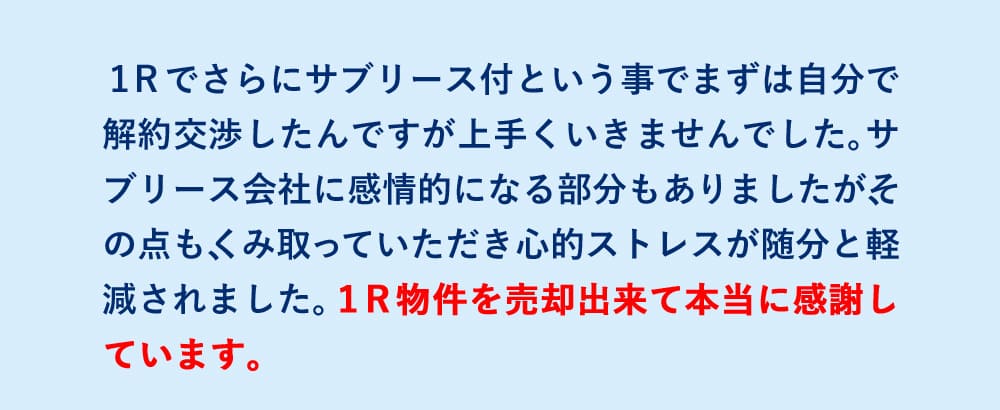 1Rでさらにサブリース付という事でまずは自分で
解約交渉したんですが上手くいきませんでした。サ
ブリース会社に感情的になる部分もありましたが、そ
の点も、くみ取っていただき心的ストレスが随分と軽
減されました。1R物件を売却出来て本当に感謝し
ています。